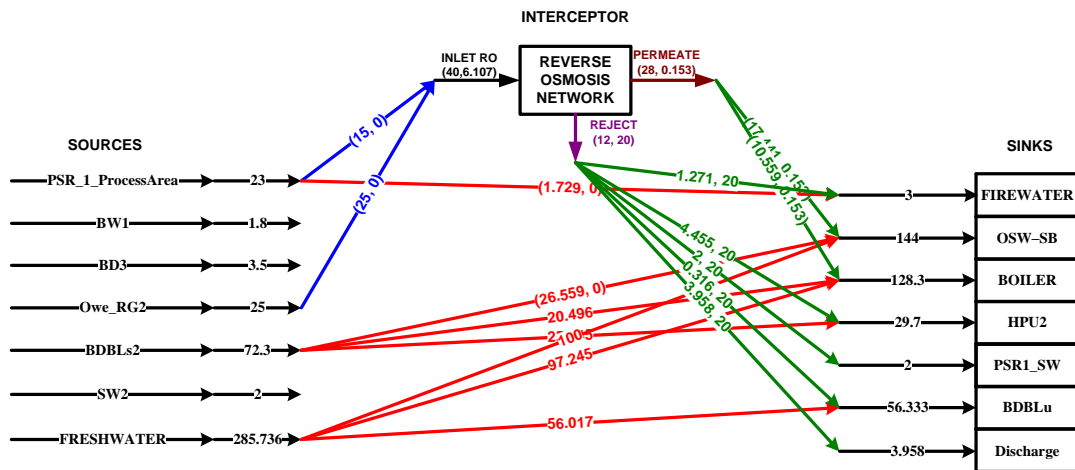 INTERCEPTOR
INLET RO
(40,6.107)
REVERSE
OSMOSIS
NETWORK
PERMEATE
(28, 0.153)
REJECT
(12, 20)
SOURCES
SINKS
(15, 0)
(25, 0)
(10.559, 0.153)
PSR_1_ProcessArea
23
(1.729, 0)
1.271, 20
3
FIREWATER
BW1
1.8
144
OSW–SB
BD3
3.5
4.455, 20
2, 20
0.316, 20
3.958, 20
128.3
BOILER
Owe_RG2
25
(26.559, 0)
20.496
29.7
HPU2
BDBLs2
72.3
97.245
2
PSR1_SW
SW2
2
56.017
56.333
BDBLu
FRESHWATER
285.736
3.958
Discharge